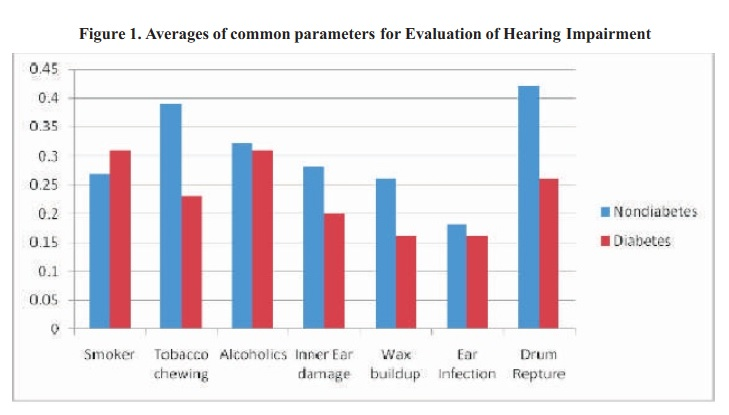 Figure 1. Averages of common parameters for Evaluation of Hearing Impairment
0.45
0.4
0.35
0.3
0.25
0.2
0.15
0.1
0.05
0
Smoker Tobacco Alcoholics Inner Ear Wax Ear Drum
chewing damage buildup Infection Repture
Nondiabetes
Diabetes